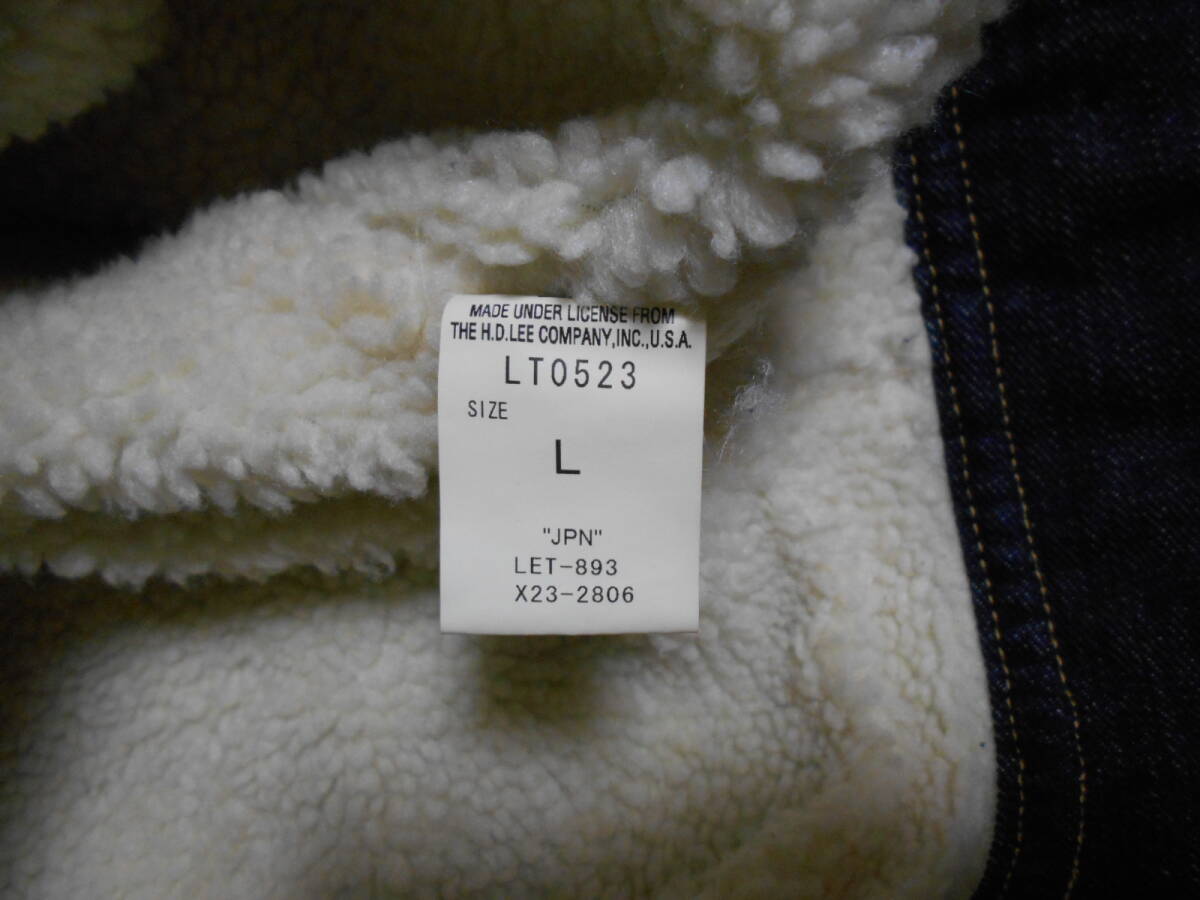 MADE UNDER LICENSE FROM
THE H.D.LEE COMPANY,INC.,U.S.A.
LT0523
SIZE
L
"JPN"
LET-893
X23-2806